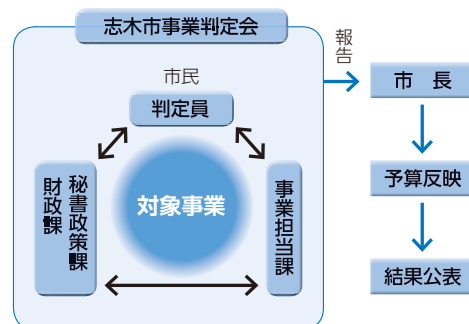 志木市事業判定会
報告
市民
判定員
市　長
秘書政策課
財政課
対象事業
事業担当課
予算反映
結果公表